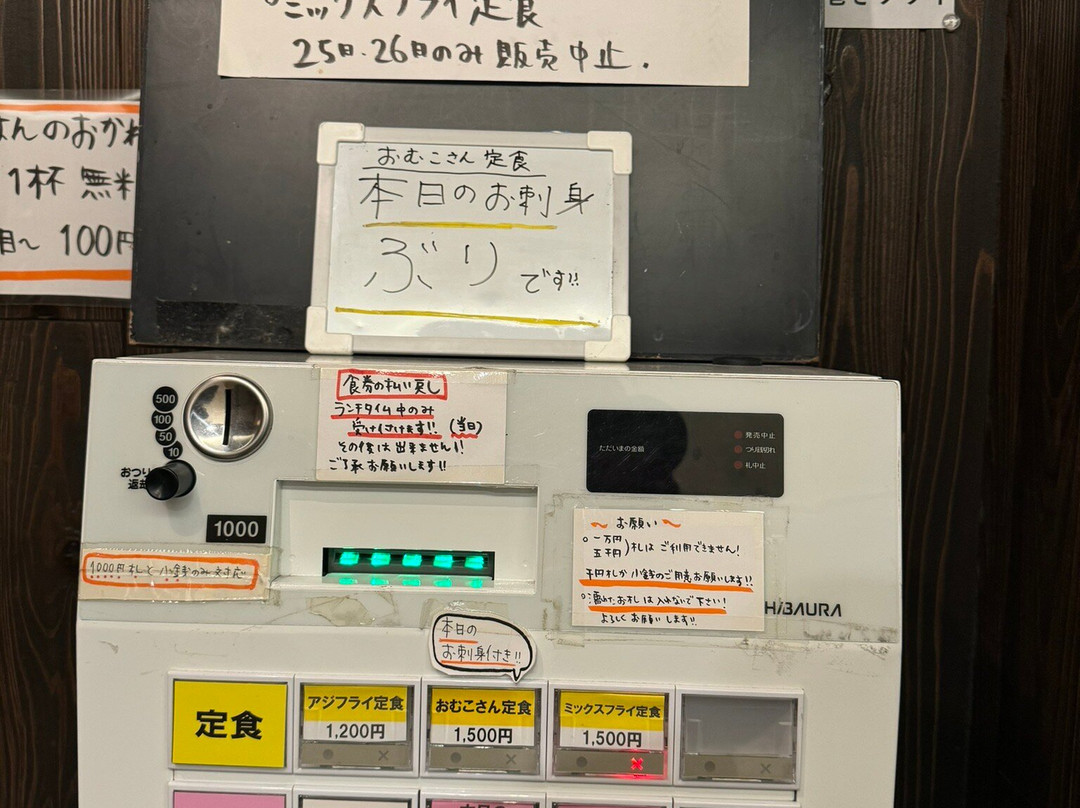 ミックスフライ定食
25日・26日のみ販売中止.
はんのおかわ
1杯 無料
目〜 100円
おむこさん定食
本日のお刺身
ぶり です!!
500
100
50
10
おつり
返却
1000
1000円札と小銭のみ対応
食券の払い戻し
ランチタイム中のみ
受け付けます!! (当日)
その後は出来ません!
ご了承お願いします!!
ただいまの金額
発売中止
つり銭切れ
札中止
〜お願い〜
○一万円
五千円)札はご利用できません!
千円札か小銭のご用意お願いします!!
○濡れたお札は入れないで下さい!
よろしくお願いします!!
HIBAURA
本日の
お刺身付き!!
定食
アジフライ定食
1,200円
おむこさん定食
1,500円
ミックスフライ定食
1,500円